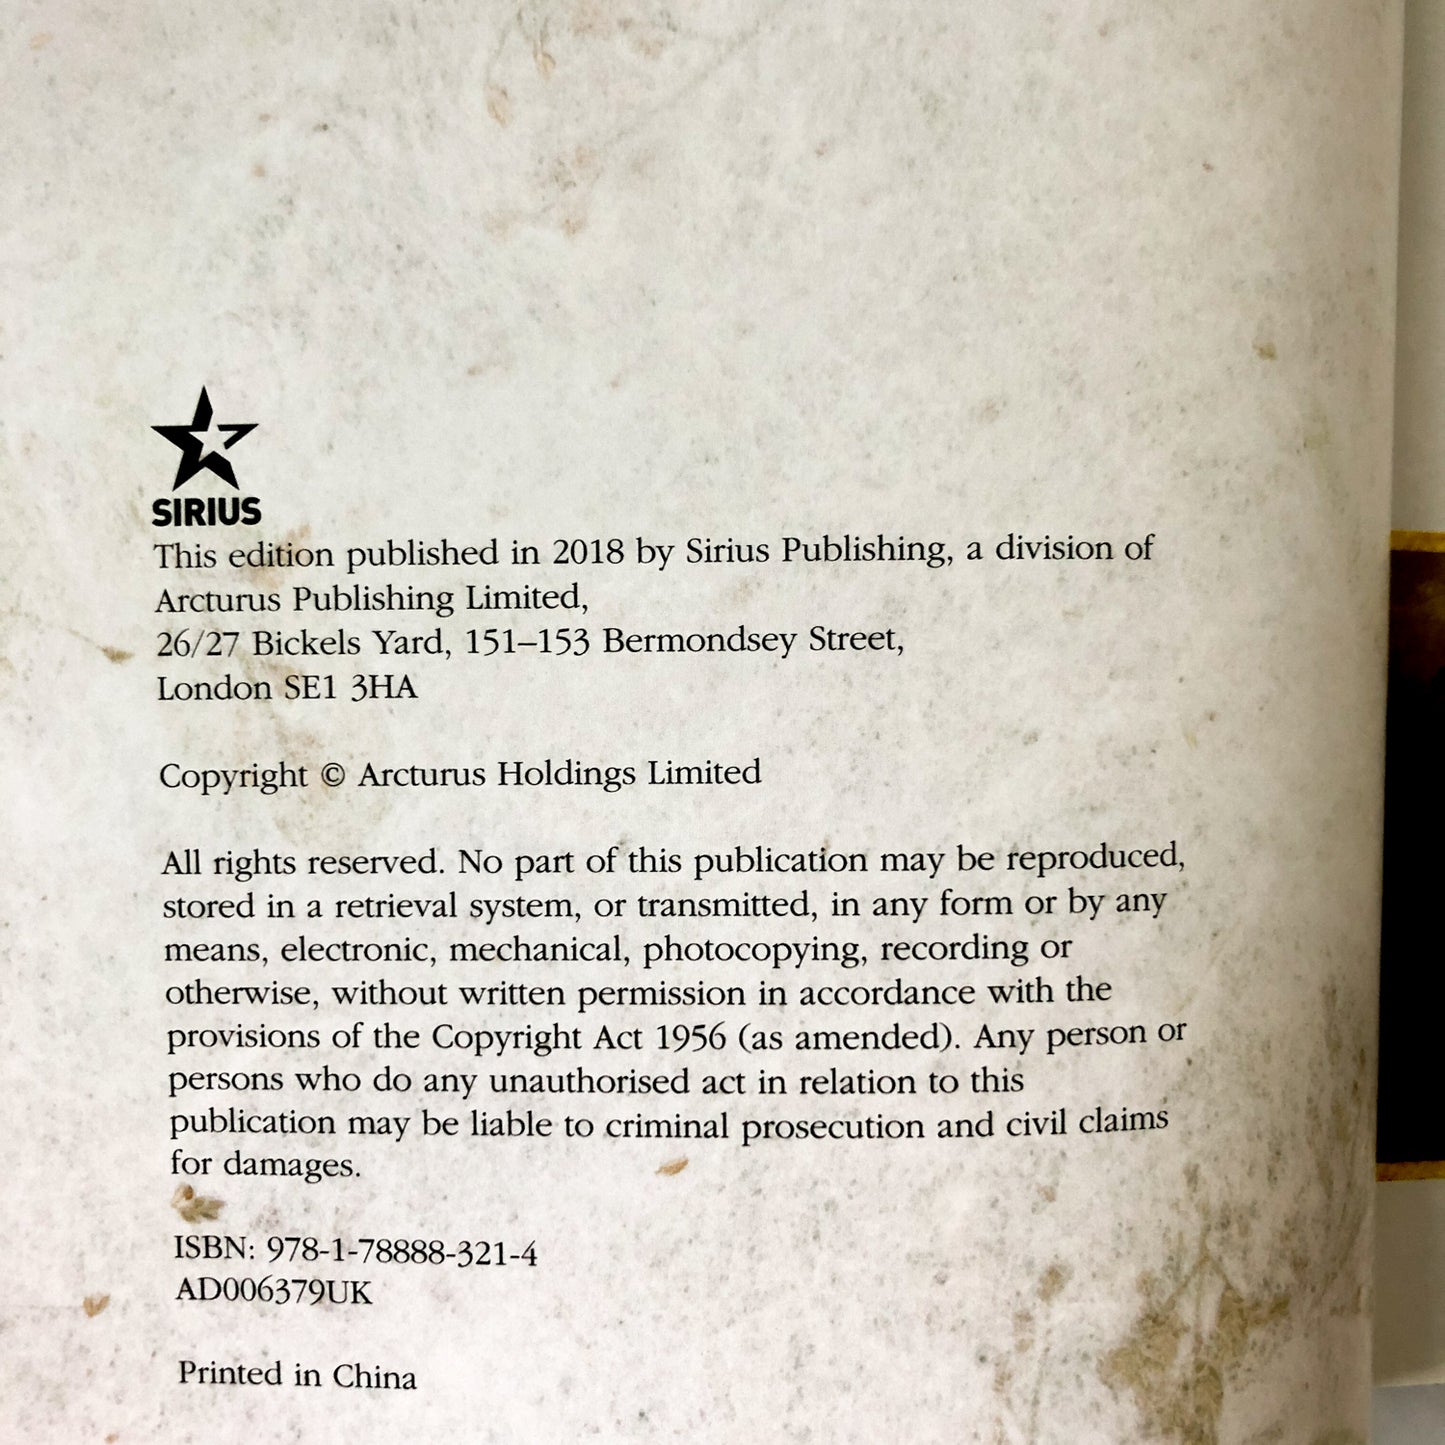 SIRIUS
This edition published in 2018 by Sirius Publishing, a division of
Arcturus Publishing Limited,
26/27 Bickels Yard, 151–153 Bermondsey Street,
London SE1 3HA
Copyright © Arcturus Holdings Limited
All rights reserved. No part of this publication may be reproduced,
stored in a retrieval system, or transmitted, in any form or by any
means, electronic, mechanical, photocopying, recording or
otherwise, without written permission in accordance with the
provisions of the Copyright Act 1956 (as amended). Any person or
persons who do any unauthorised act in relation to this
publication may be liable to criminal prosecution and civil claims
for damages.
ISBN: 978-1-78888-321-4
AD006379UK
Printed in China